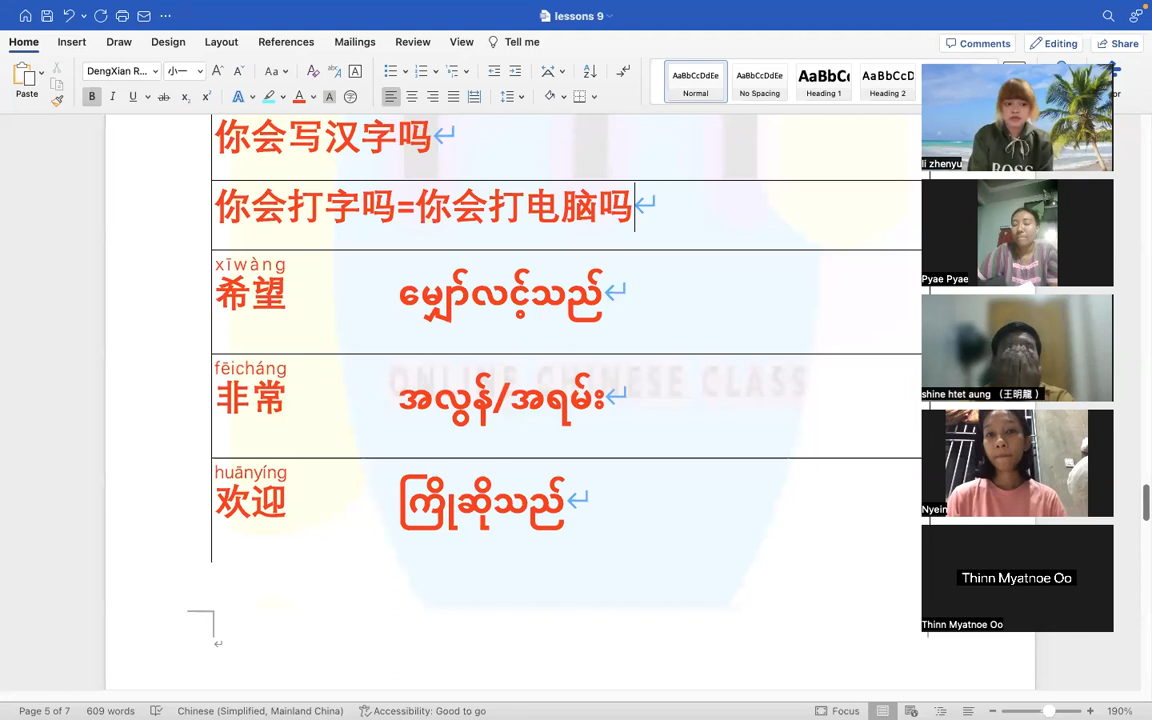 lessons 9
Home Insert Draw Design Layout References Mailings Review View Tell me
Comments Editing Share
Paste
DengXian R... 小一
AaBbCcDdEe AaBbCcDdEe AaBbC AaBbCcD
Normal No Spacing Heading 1 Heading 2
你会写汉字吗
你会打字吗=你会打电脑吗
xīwàng
希望 မျှော်လင့်သည်
fēicháng
非常 အလွန်/အရမ်း
huānyíng
欢迎 ကြိုဆိုသည်
ONLINE CHINESE CLASS
li zhenyu
BOSS
Pyae Pyae
shine htet aung （王明龍 ）
Nyein
Thinn Myatnoe Oo
Thinn Myatnoe Oo
Page 5 of 7 609 words Chinese (Simplified, Mainland China) Accessibility: Good to go Focus 190%